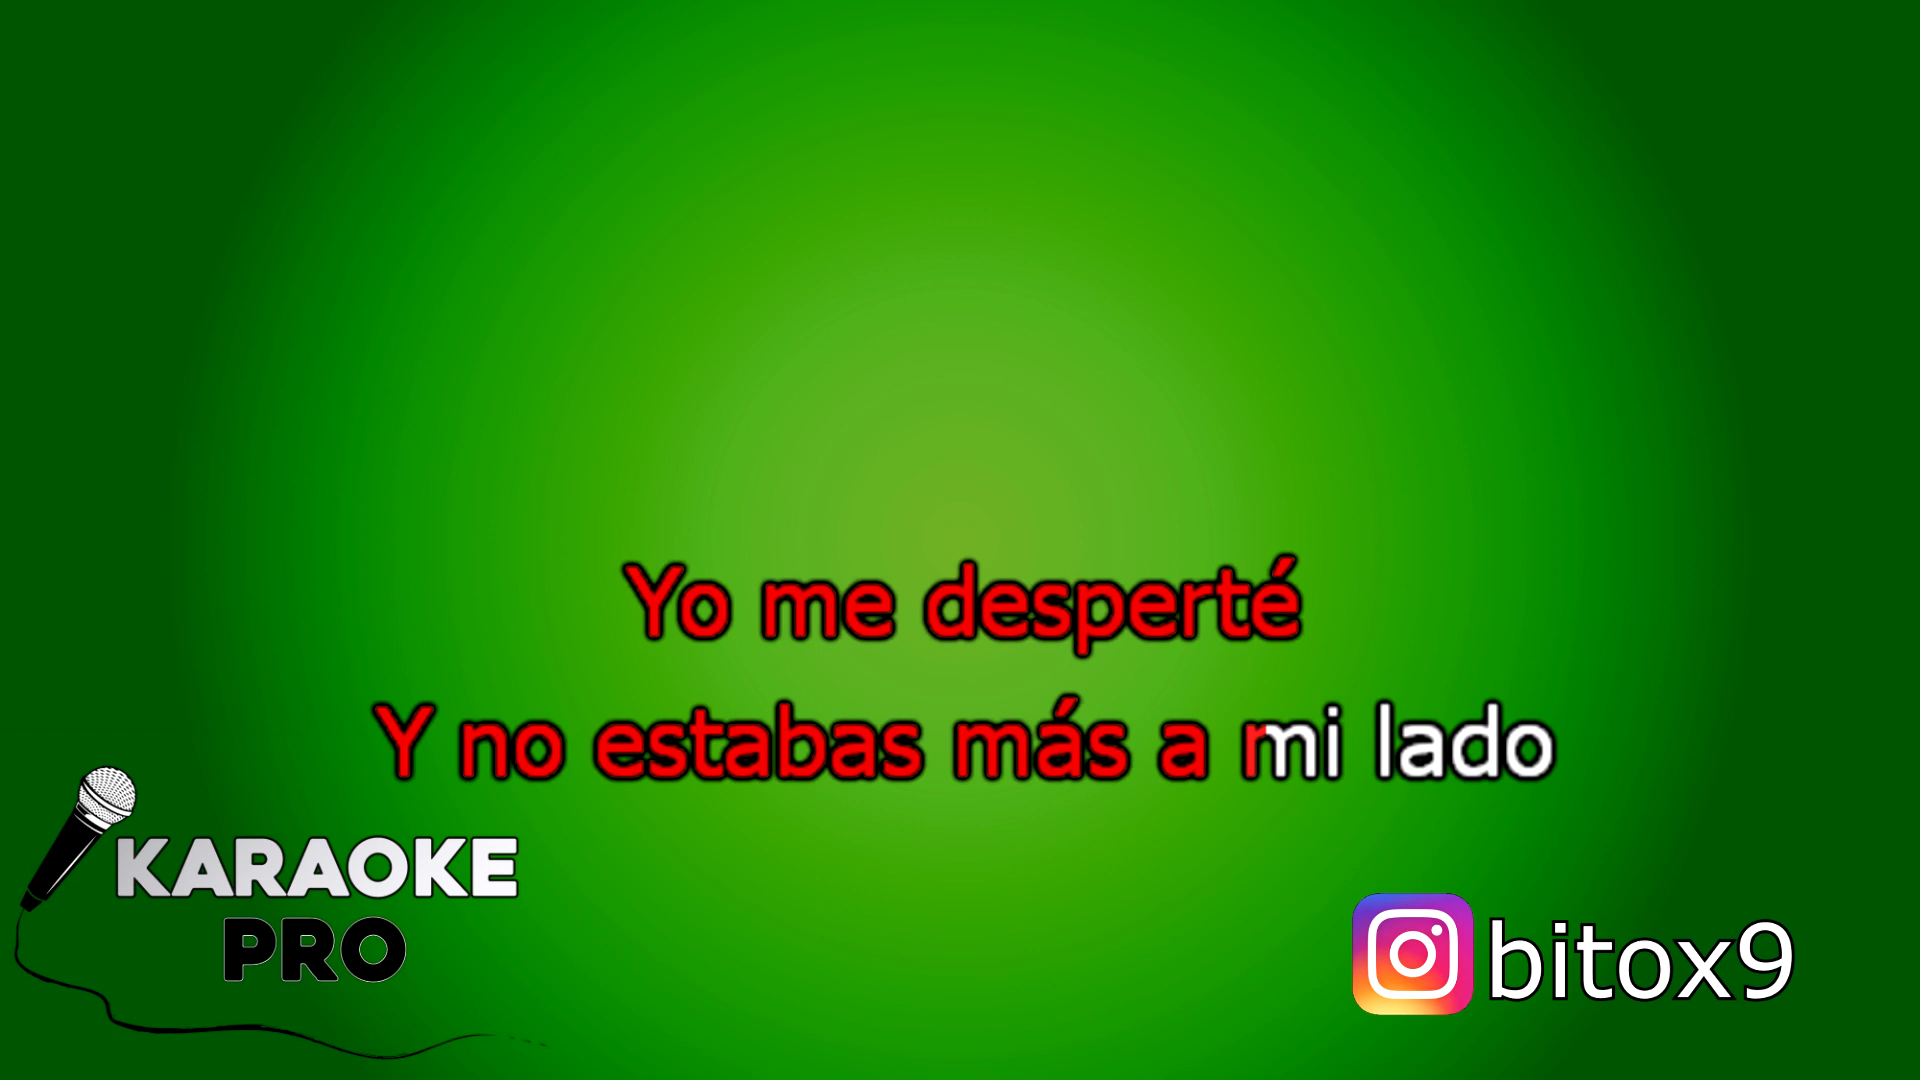 Yo me desperté
Y no estabas más a mi lado
KARAOKE
PRO
bitox9